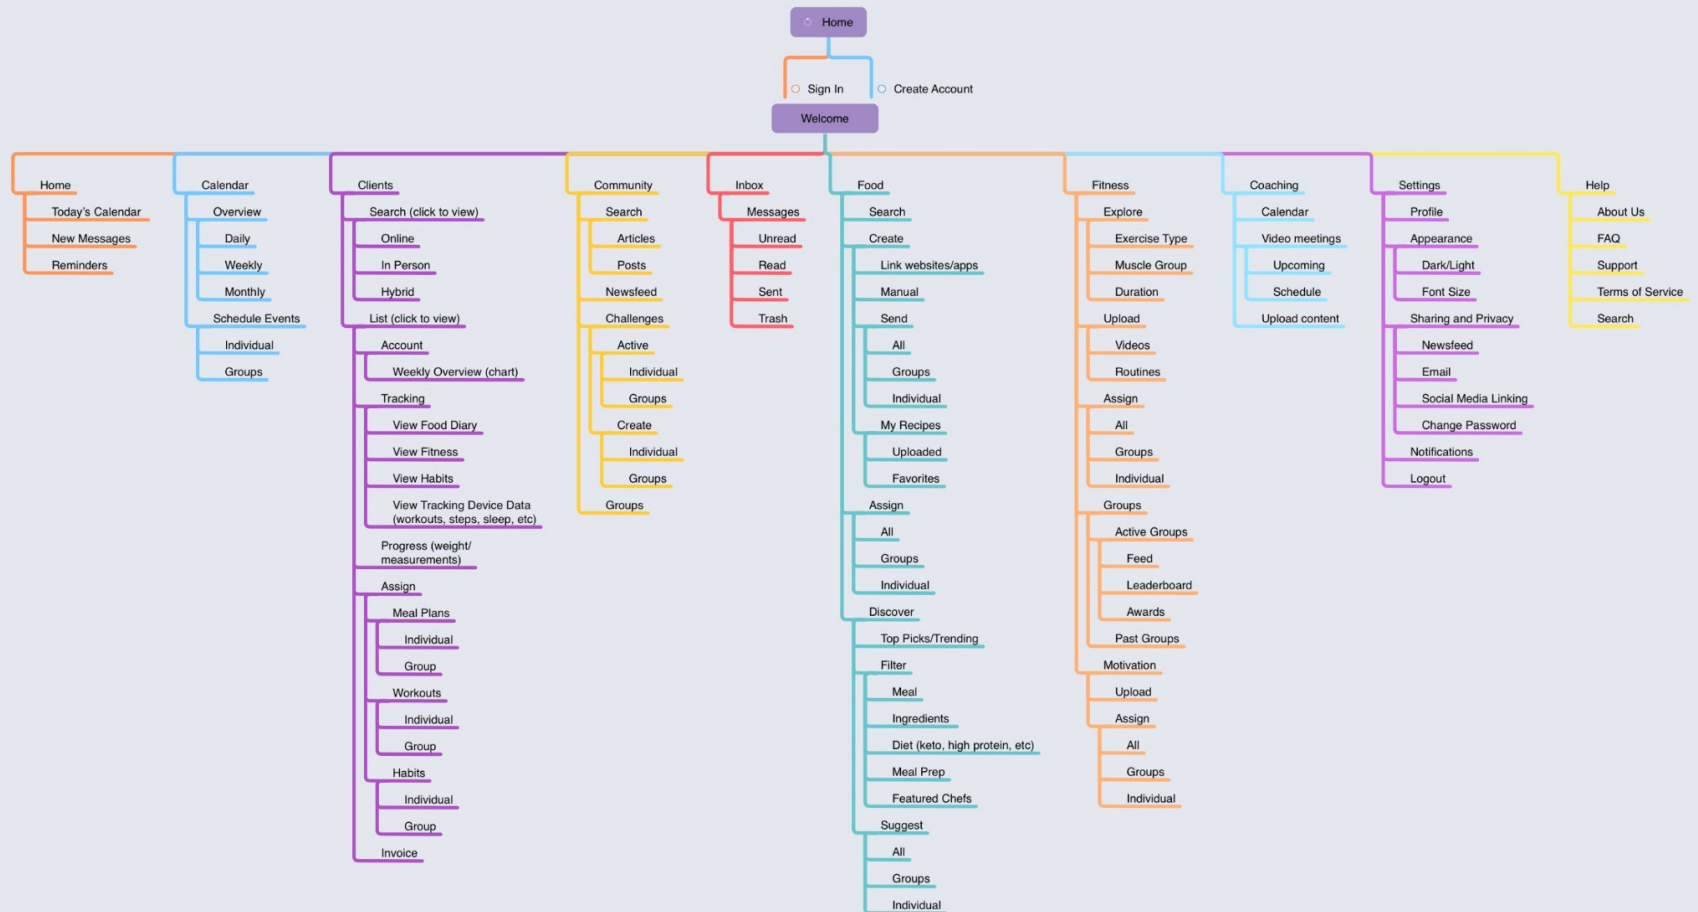 Home
Sign In
Create Account
Welcome
Home
Today's Calendar
New Messages
Reminders
Calendar
Overview
Daily
Weekly
Monthly
Schedule Events
Individual
Groups
Clients
Search (click to view)
Online
In Person
Hybrid
List (click to view)
Account
Weekly Overview (chart)
Tracking
View Food Diary
View Fitness
View Habits
View Tracking Device Data
(workouts, steps, sleep, etc)
Progress (weight/
measurements)
Assign
Meal Plans
Individual
Group
Workouts
Individual
Group
Habits
Individual
Group
Invoice
Community
Search
Articles
Posts
Newsfeed
Challenges
Active
Individual
Groups
Create
Individual
Groups
Groups
Inbox
Messages
Unread
Read
Sent
Trash
Food
Search
Create
Link websites/apps
Manual
Send
All
Groups
Individual
My Recipes
Uploaded
Favorites
Assign
All
Groups
Individual
Discover
Top Picks/Trending
Filter
Meal
Ingredients
Diet (keto, high protein, etc)
Meal Prep
Featured Chefs
Suggest
All
Groups
Individual
Fitness
Explore
Exercise Type
Muscle Group
Duration
Upload
Videos
Routines
Assign
All
Groups
Individual
Groups
Active Groups
Feed
Leaderboard
Awards
Past Groups
Motivation
Upload
Assign
All
Groups
Individual
Coaching
Calendar
Video meetings
Upcoming
Schedule
Upload content
Settings
Profile
Appearance
Dark/Light
Font Size
Sharing and Privacy
Newsfeed
Email
Social Media Linking
Change Password
Notifications
Logout
Help
About Us
FAQ
Support
Terms of Service
Search